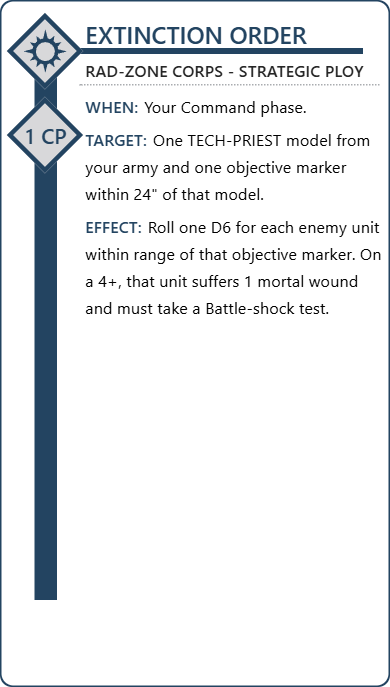 EXTINCTION ORDER
RAD-ZONE CORPS - STRATEGIC PLOY
WHEN: Your Command phase.
1 CP
TARGET: One TECH-PRIEST model from
your army and one objective marker
within 24" of that model.
EFFECT: Roll one D6 for each enemy unit
within range of that objective marker. On
a 4+, that unit suffers 1 mortal wound
and must take a Battle-shock test.